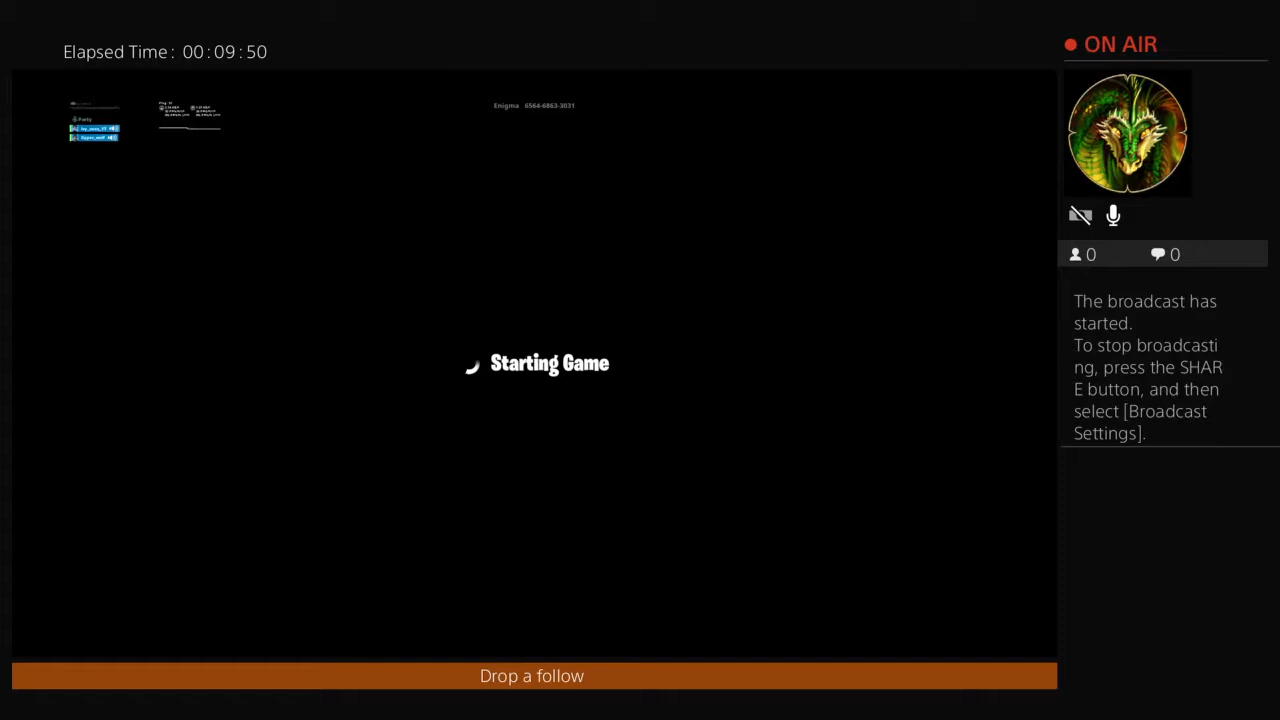 Elapsed Time: 00:09:50
ON AIR
Enigma 6564-6863-3031
Party
0
0
The broadcast has
started.
To stop broadcasti
ng, press the SHAR
E button, and then
select [Broadcast
Settings].
Starting Game
Drop a follow